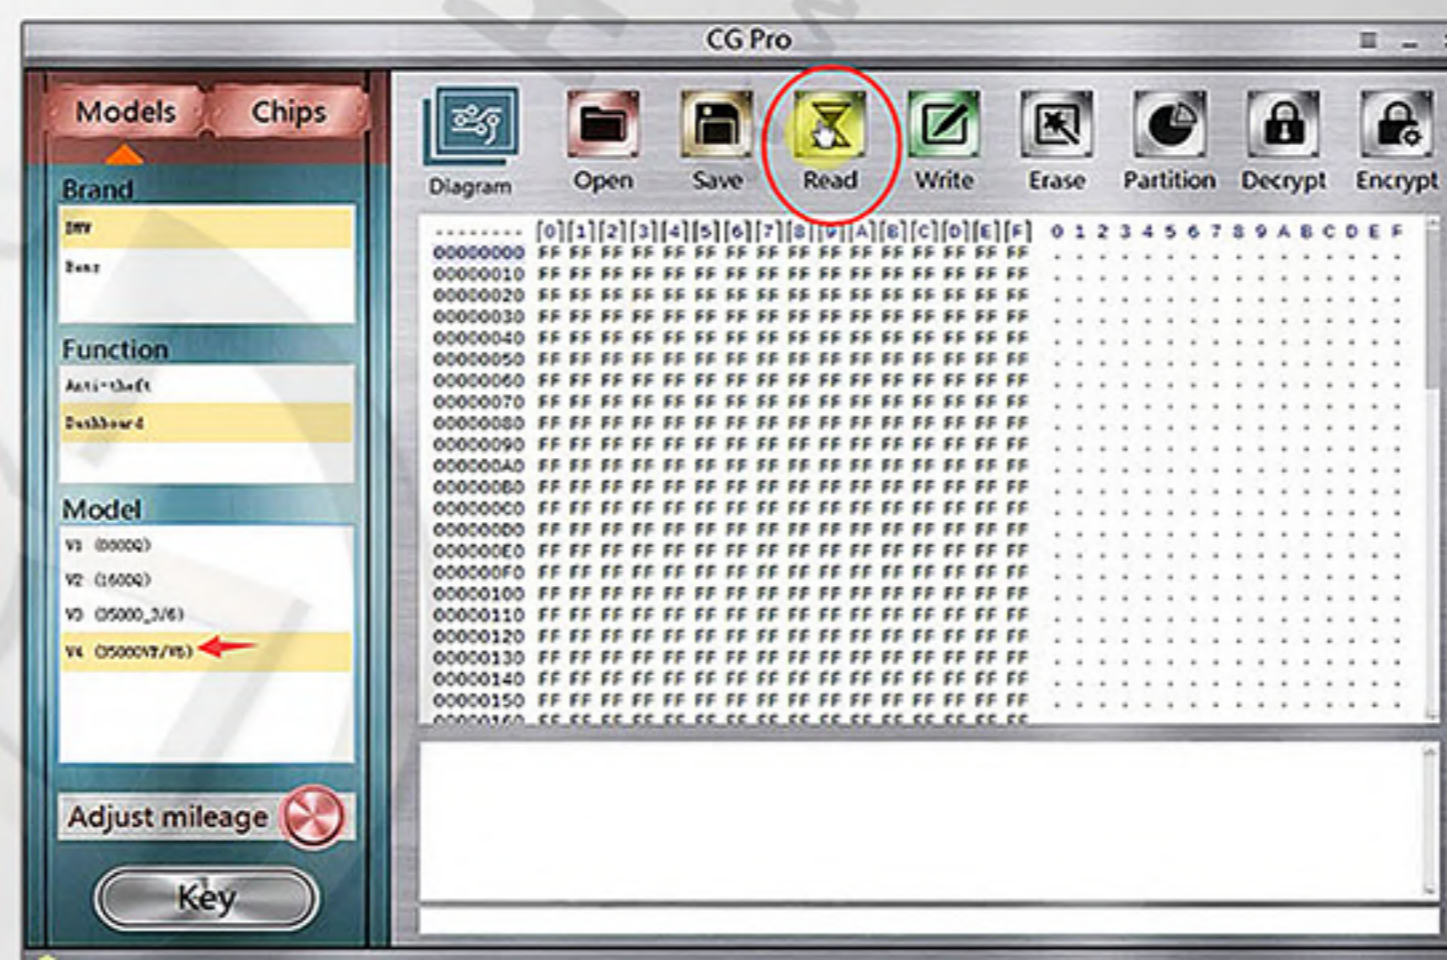 CG Pro
Models Chips
Diagram Open Save Read Write Erase Partition Decrypt Encrypt
Brand
BMW
Benz
Function
Anti-theft
Dashboard
Model
V1 (080DQ)
V2 (160DQ)
V3 (35080_3/6)
V4 (35080VP/V6)
Adjust mileage
Key
-------- [0][1][2][3][4][5][6][7][8][9][A][B][C][D][E][F] 0 1 2 3 4 5 6 7 8 9 A B C D E F
00000000 FF FF FF FF FF FF FF FF FF FF FF FF FF FF FF FF . . . . . . . . . . . . . . . .
00000010 FF FF FF FF FF FF FF FF FF FF FF FF FF FF FF FF . . . . . . . . . . . . . . . .
00000020 FF FF FF FF FF FF FF FF FF FF FF FF FF FF FF FF . . . . . . . . . . . . . . . .
00000030 FF FF FF FF FF FF FF FF FF FF FF FF FF FF FF FF . . . . . . . . . . . . . . . .
00000040 FF FF FF FF FF FF FF FF FF FF FF FF FF FF FF FF . . . . . . . . . . . . . . . .
00000050 FF FF FF FF FF FF FF FF FF FF FF FF FF FF FF FF . . . . . . . . . . . . . . . .
00000060 FF FF FF FF FF FF FF FF FF FF FF FF FF FF FF FF . . . . . . . . . . . . . . . .
00000070 FF FF FF FF FF FF FF FF FF FF FF FF FF FF FF FF . . . . . . . . . . . . . . . .
00000080 FF FF FF FF FF FF FF FF FF FF FF FF FF FF FF FF . . . . . . . . . . . . . . . .
00000090 FF FF FF FF FF FF FF FF FF FF FF FF FF FF FF FF . . . . . . . . . . . . . . . .
000000A0 FF FF FF FF FF FF FF FF FF FF FF FF FF FF FF FF . . . . . . . . . . . . . . . .
000000B0 FF FF FF FF FF FF FF FF FF FF FF FF FF FF FF FF . . . . . . . . . . . . . . . .
000000C0 FF FF FF FF FF FF FF FF FF FF FF FF FF FF FF FF . . . . . . . . . . . . . . . .
000000D0 FF FF FF FF FF FF FF FF FF FF FF FF FF FF FF FF . . . . . . . . . . . . . . . .
000000E0 FF FF FF FF FF FF FF FF FF FF FF FF FF FF FF FF . . . . . . . . . . . . . . . .
000000F0 FF FF FF FF FF FF FF FF FF FF FF FF FF FF FF FF . . . . . . . . . . . . . . . .
00000100 FF FF FF FF FF FF FF FF FF FF FF FF FF FF FF FF . . . . . . . . . . . . . . . .
00000110 FF FF FF FF FF FF FF FF FF FF FF FF FF FF FF FF . . . . . . . . . . . . . . . .
00000120 FF FF FF FF FF FF FF FF FF FF FF FF FF FF FF FF . . . . . . . . . . . . . . . .
00000130 FF FF FF FF FF FF FF FF FF FF FF FF FF FF FF FF . . . . . . . . . . . . . . . .
00000140 FF FF FF FF FF FF FF FF FF FF FF FF FF FF FF FF . . . . . . . . . . . . . . . .
00000150 FF FF FF FF FF FF FF FF FF FF FF FF FF FF FF FF . . . . . . . . . . . . . . . .
00000160 FF FF FF FF FF FF FF FF FF FF FF FF FF FF FF FF